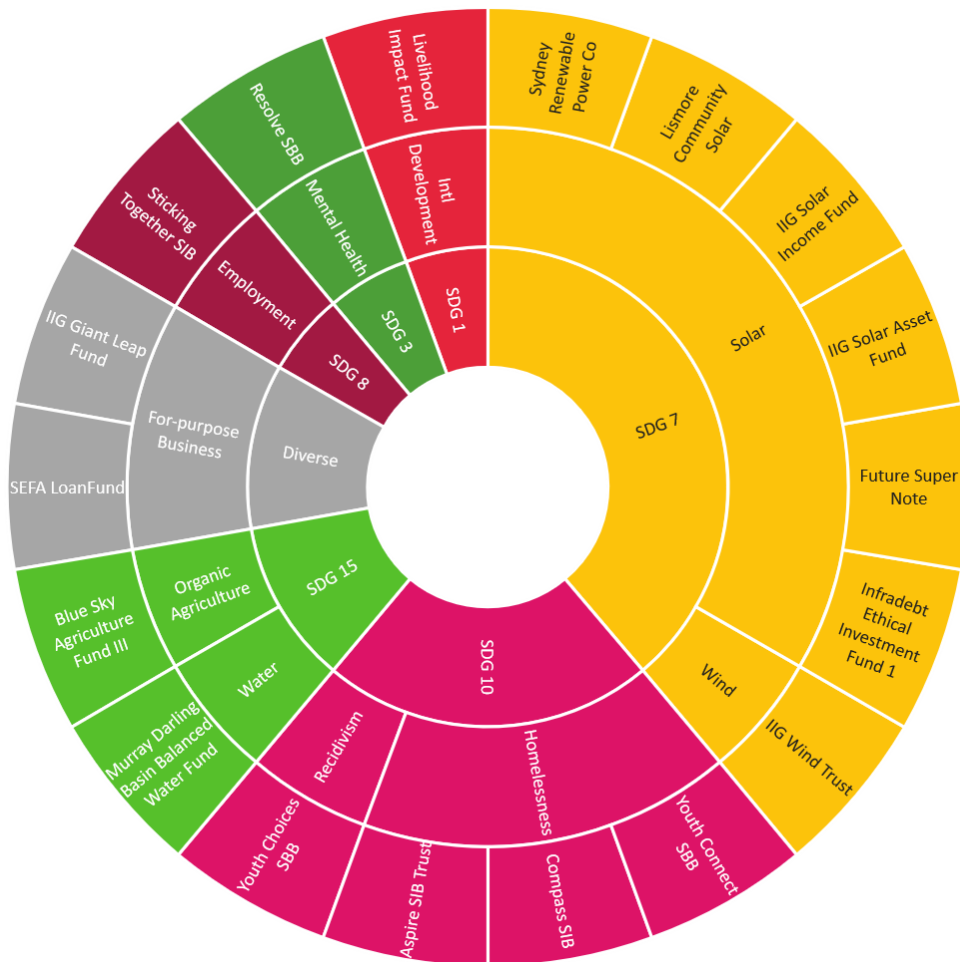 SDG 7
Solar
Sydney
Renewable
Power Co
Lismore
Community
Solar
IIG Solar
Income Fund
IIG Solar Asset
Fund
Future Super
Note
Infradebt
Ethical
Investment
Fund 1
Wind
IIG Wind Trust
SDG 10
Homelessness
Youth Connect
SBB
Compass SIB
Aspire SIB Trust
Recidivism
Youth Choices
SBB
SDG 15
Water
Murray Darling
Basin Balanced
Water Fund
Organic
Agriculture
Blue Sky
Agriculture
Fund III
Diverse
For-purpose
Business
SEFA LoanFund
IIG Giant Leap
Fund
SDG 8
Employment
Sticking
Together SIB
SDG 3
Mental Health
Resolve SBB
SDG 1
Intl
Development
Livelihood
Impact Fund